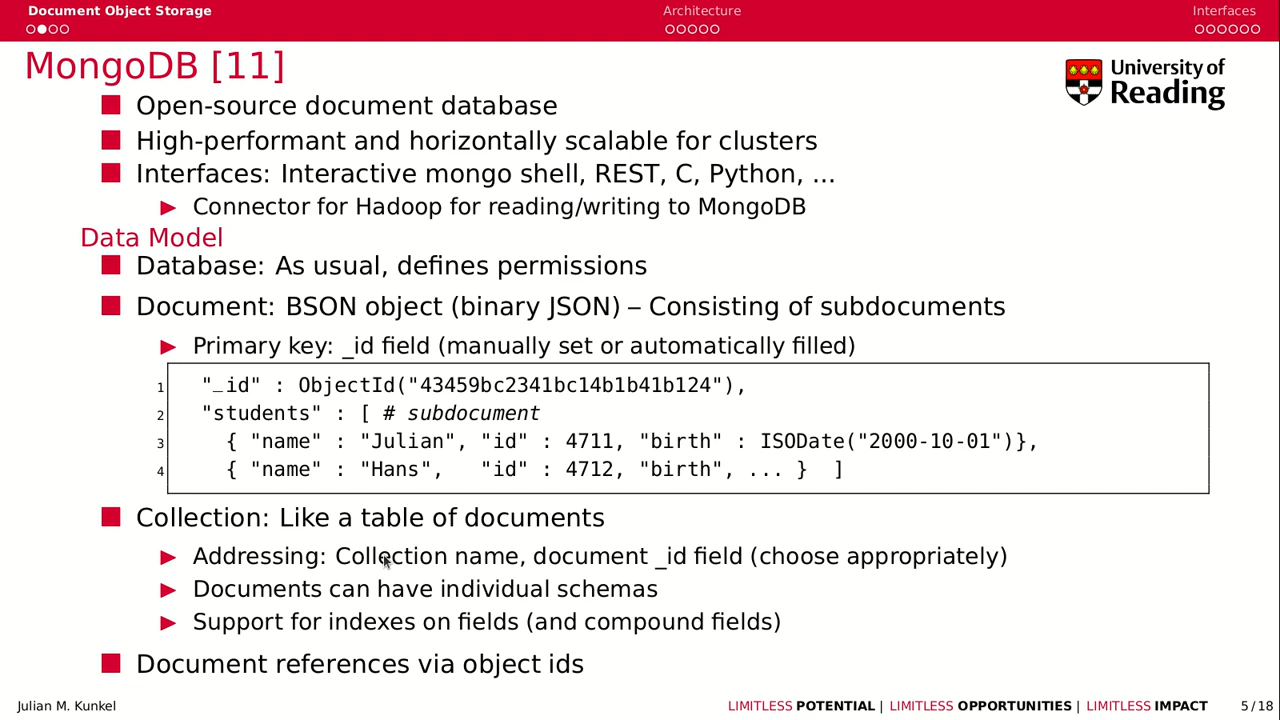 Document Object Storage
Architecture
Interfaces
MongoDB [11]
University of
Reading
Open-source document database
High-performant and horizontally scalable for clusters
Interfaces: Interactive mongo shell, REST, C, Python, ...
Connector for Hadoop for reading/writing to MongoDB
Data Model
Database: As usual, defines permissions
Document: BSON object (binary JSON) – Consisting of subdocuments
Primary key: _id field (manually set or automatically filled)
1 "_id" : ObjectId("43459bc2341bc14b1b41b124"),
2 "students" : [ # subdocument
3 { "name" : "Julian", "id" : 4711, "birth" : ISODate("2000-10-01")},
4 { "name" : "Hans", "id" : 4712, "birth", ... } ]
Collection: Like a table of documents
Addressing: Collection name, document _id field (choose appropriately)
Documents can have individual schemas
Support for indexes on fields (and compound fields)
Document references via object ids
Julian M. Kunkel
LIMITLESS POTENTIAL | LIMITLESS OPPORTUNITIES | LIMITLESS IMPACT
5/18